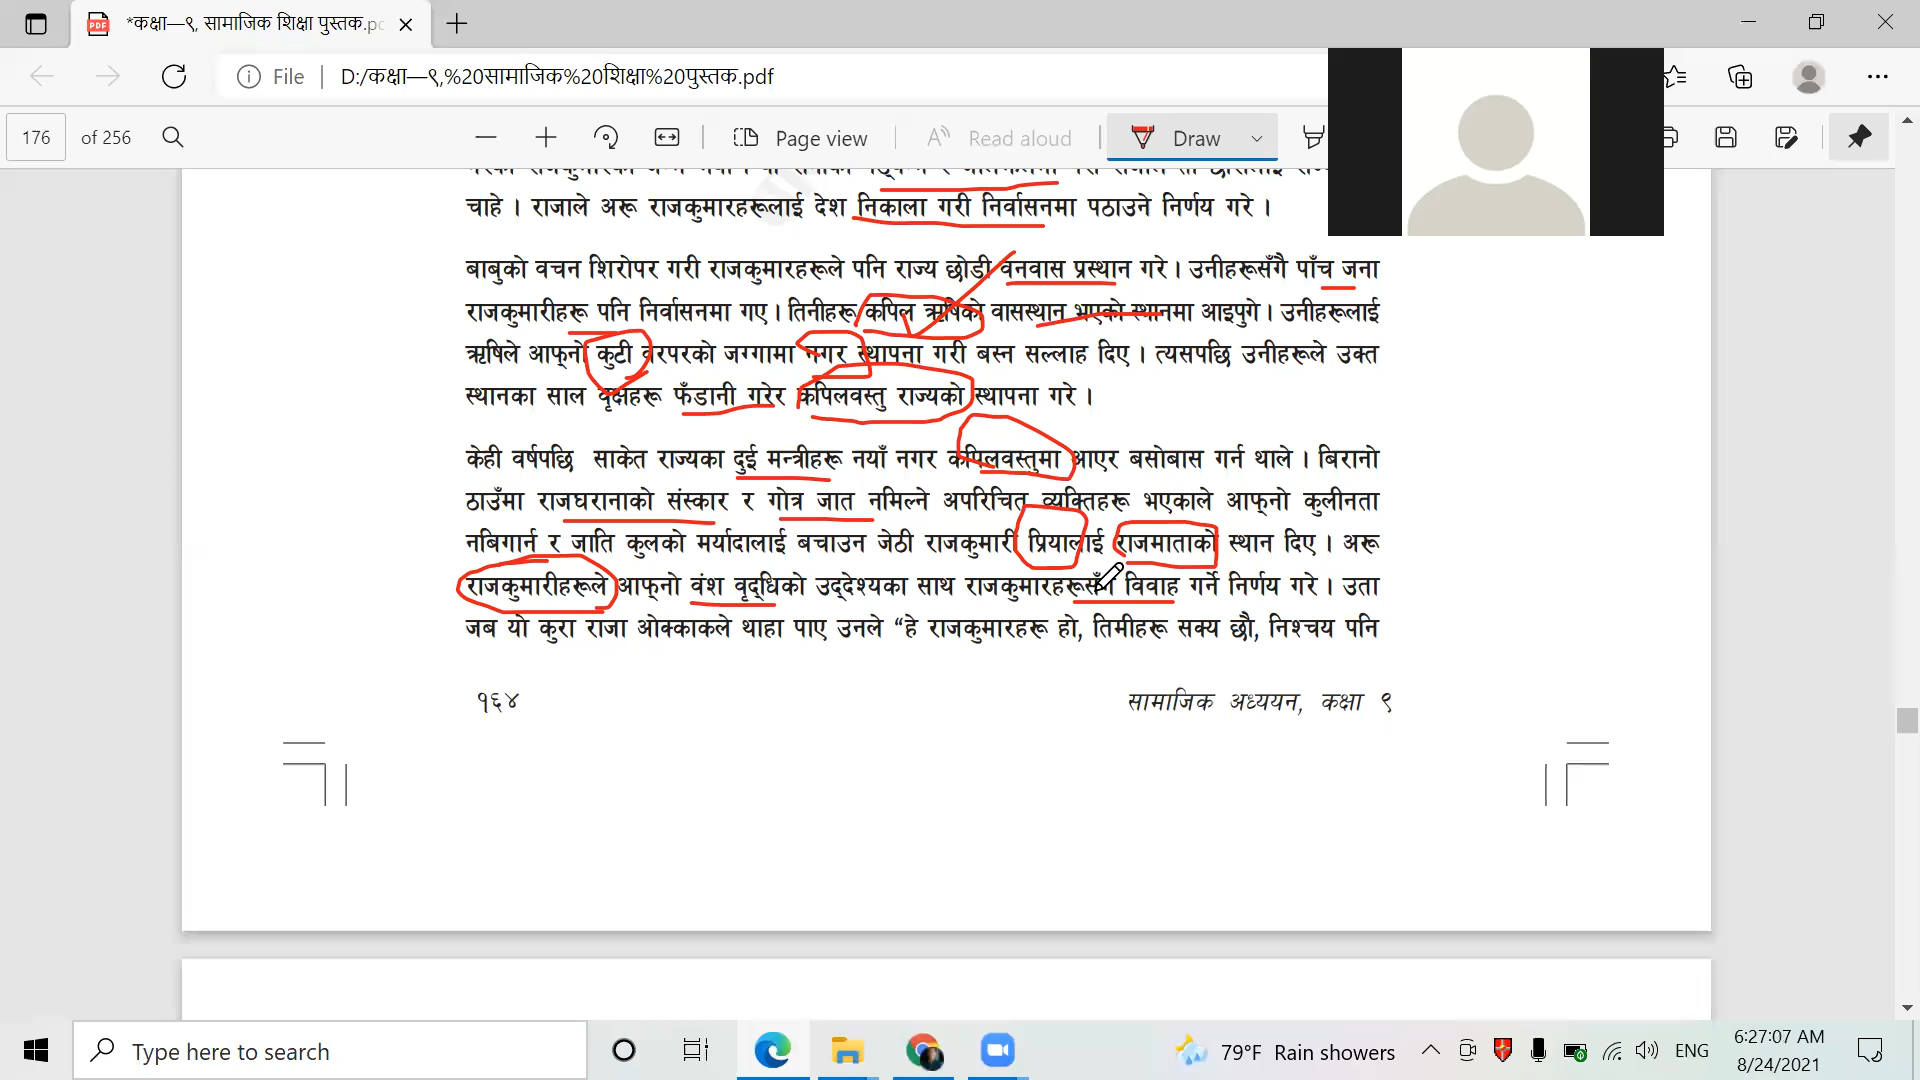 *कक्षा—९, सामाजिक शिक्षा पुस्तक.pd
File
D:/कक्षा—९,%20सामाजिक%20शिक्षा%20पुस्तक.pdf
176 of 256
Page view
Read aloud
Draw
चाहे । राजाले अरू राजकुमारहरूलाई देश निकाला गरी निर्वासनमा पठाउने निर्णय गरे ।
बाबुको वचन शिरोपर गरी राजकुमारहरूले पनि राज्य छोडी वनवास प्रस्थान गरे । उनीहरूसँगै पाँच जना
राजकुमारीहरू पनि निर्वासनमा गए । तिनीहरू कपिल ऋषिको वासस्थान भएको स्थानमा आइपुगे । उनीहरूलाई
ऋषिले आफ्नो कुटी वरपरको जग्गामा नगर स्थापना गरी बस्न सल्लाह दिए । त्यसपछि उनीहरूले उक्त
स्थानका साल वृक्षहरू फँडानी गरेर कपिलवस्तु राज्यको स्थापना गरे ।
केही वर्षपछि साकेत राज्यका दुई मन्त्रीहरू नयाँ नगर कपिलवस्तुमा आएर बसोबास गर्न थाले । बिरानो
ठाउँमा राजघरानाको संस्कार र गोत्र जात नमिल्ने अपरिचित व्यक्तिहरू भएकाले आफ्नो कुलीनता
नबिगार्न र जाति कुलको मर्यादालाई बचाउन जेठी राजकुमारी प्रियालाई राजमाताको स्थान दिए । अरू
राजकुमारीहरूले आफ्नो वंश वृद्धिको उद्देश्यका साथ राजकुमारहरूसँग विवाह गर्ने निर्णय गरे । उता
जब यो कुरा राजा ओक्काकले थाहा पाए उनले “हे राजकुमारहरू हो, तिमीहरू सक्य छौ, निश्चय पनि
१६४
सामाजिक अध्ययन, कक्षा ९
Type here to search
79°F Rain showers
ENG
6:27:07 AM
8/24/2021